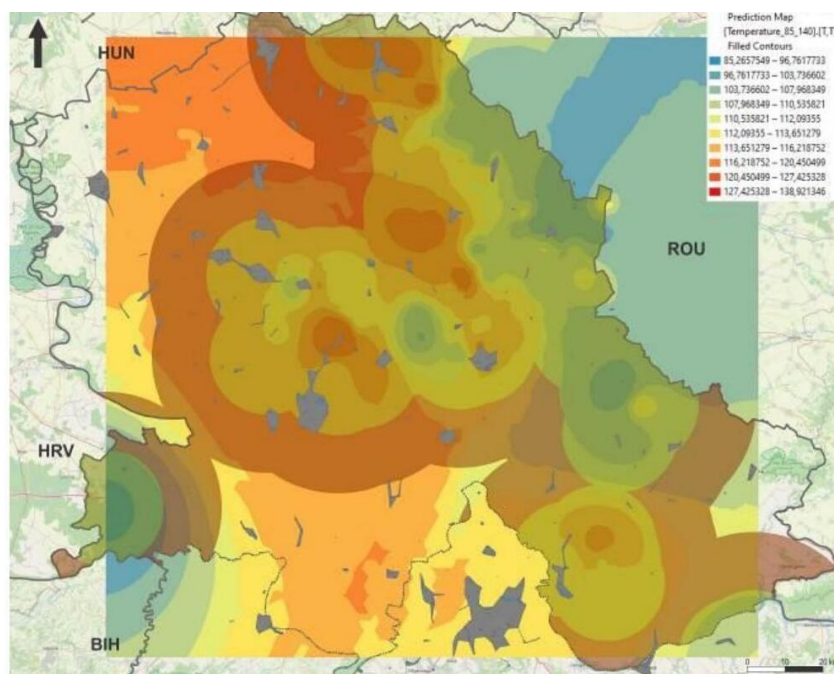 HUN
Prediction Map
[Temperature_85_140].[T,T
Filled Contours
85,2657549 – 96,7617733
96,7617733 – 103,736602
103,736602 – 107,968349
107,968349 – 110,535821
110,535821 – 112,09355
112,09355 – 113,651279
113,651279 – 116,218752
116,218752 – 120,450499
120,450499 – 127,425328
127,425328 – 138,921346
ROU
HRV
BIH
0 10 20 k